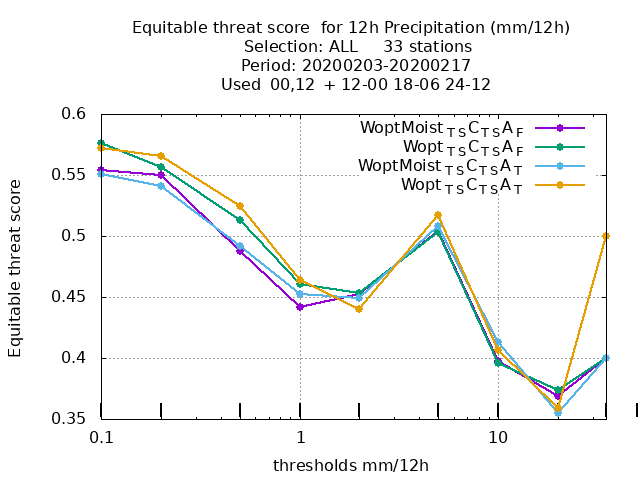 Equitable threat score  for 12h Precipitation (mm/12h)
Selection: ALL     33 stations
Period: 20200203-20200217
Used  00,12  + 12-00 18-06 24-12
WoptMoist TS C TS A F
Wopt TS C TS A F
WoptMoist TS C TS A T
Wopt TS C TS A T
0.6
0.55
0.5
0.45
0.4
0.35
Equitable threat score
0.1 1 10
thresholds mm/12h